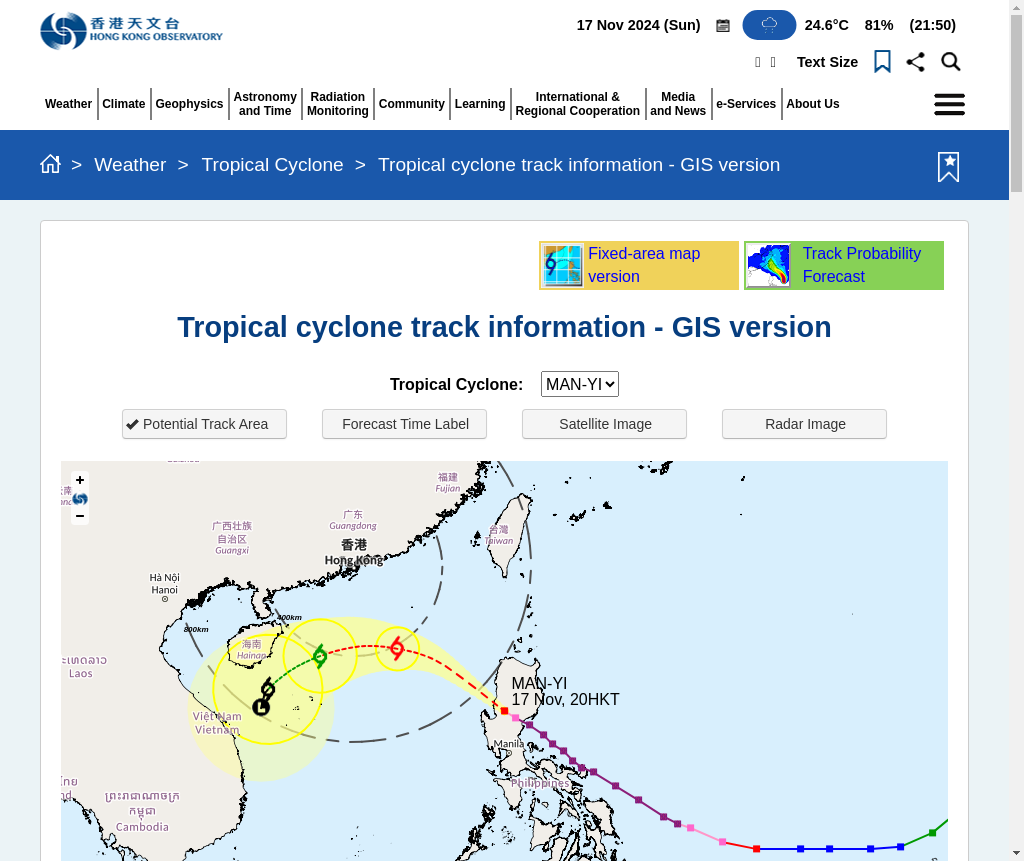 香港天文台
HONG KONG OBSERVATORY
17 Nov 2024 (Sun)
24.6°C
81%
(21:50)
Text Size
Weather
Climate
Geophysics
Astronomy
and Time
Radiation
Monitoring
Community
Learning
International &
Regional Cooperation
Media
and News
e-Services
About Us
> Weather > Tropical Cyclone > Tropical cyclone track information - GIS version
Fixed-area map
version
Track Probability
Forecast
Tropical cyclone track information - GIS version
Tropical Cyclone: MAN-YI
Potential Track Area
Forecast Time Label
Satellite Image
Radar Image
+
−
福建
Fujian
广东
Guangdong
广西壮族
自治区
Guangxi
台灣
Taiwan
香港
Hong Kong
Hà Nội
Hanoi
400km
800km
海南
Hainan
Laos
MAN-YI
17 Nov, 20HKT
L
Việt Nam
Vietnam
Manila
Philippines
ព្រះរាជាណាចក្រ
កម្ពុជា
Cambodia